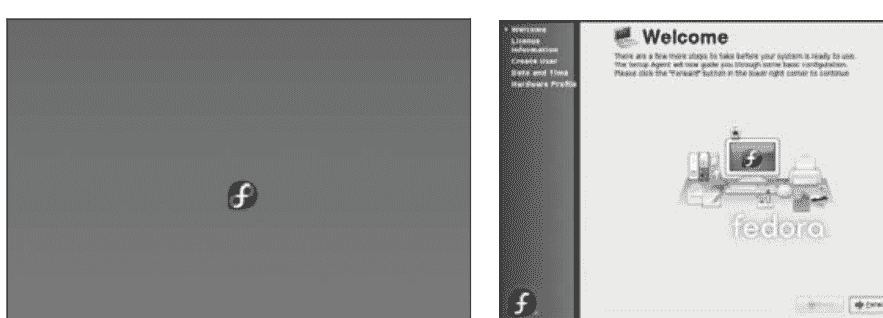 Welcome
License
Information
Create User
Date and Time
Hardware Profile
Welcome
There are a few more steps to take before your system is ready to use.
The Setup Agent will now guide you through some basic configuration.
Please click the "Forward" button in the lower right corner to continue
fedora